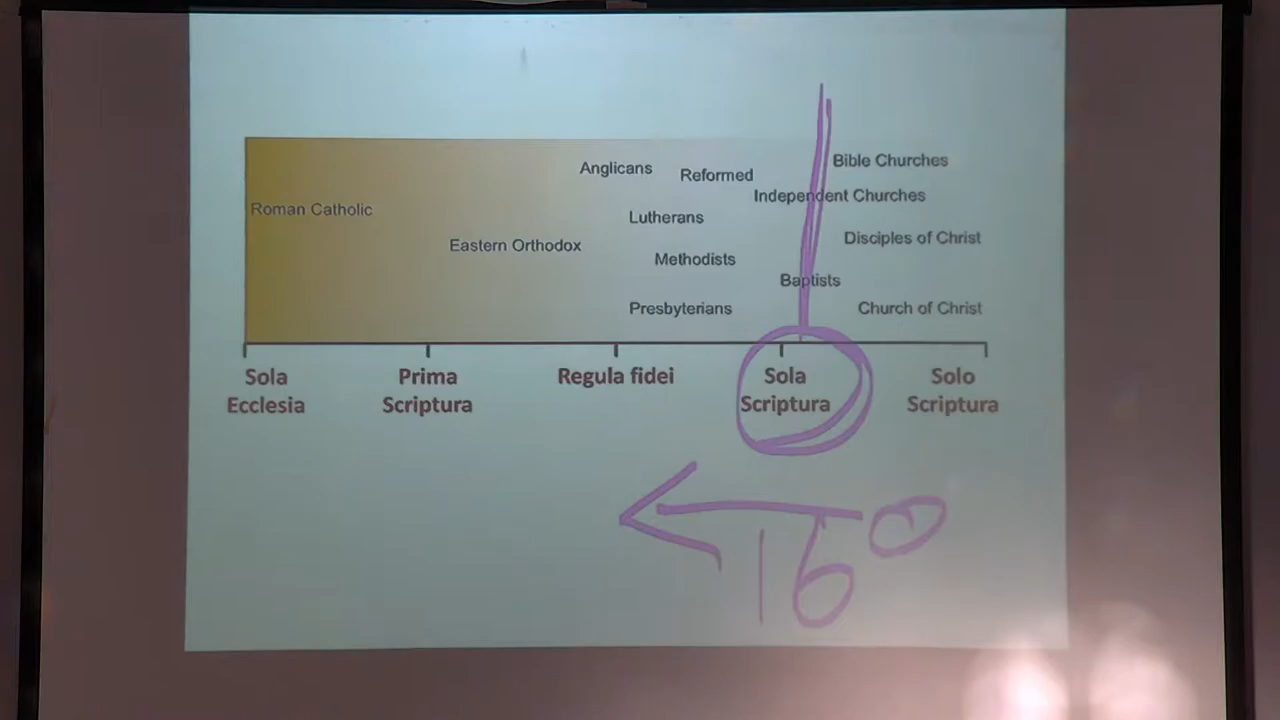 Bible Churches
Anglicans
Reformed
Independent Churches
Roman Catholic
Lutherans
Disciples of Christ
Eastern Orthodox
Methodists
Baptists
Presbyterians
Church of Christ
Sola Ecclesia
Prima Scriptura
Regula fidei
Sola Scriptura
Solo Scriptura
16